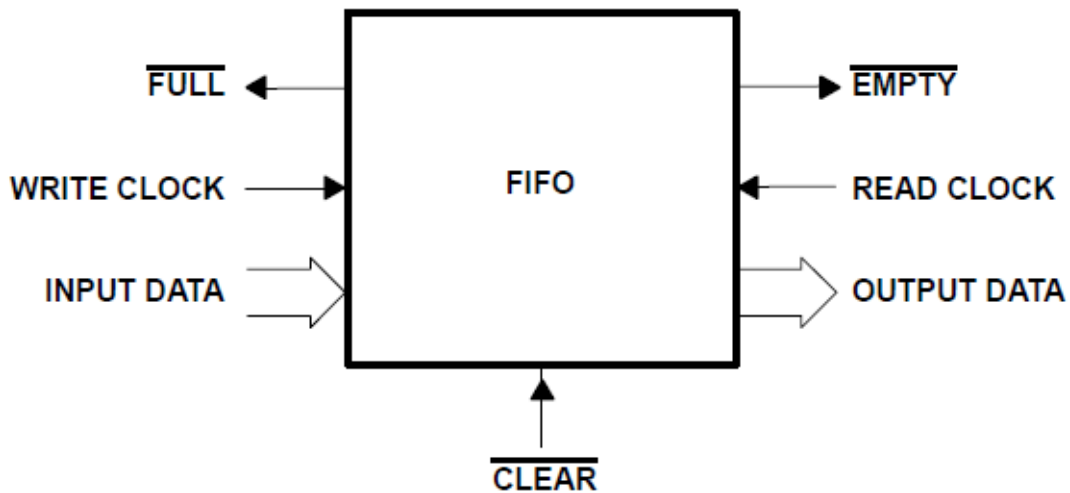 FULL
EMPTY
WRITE CLOCK
FIFO
READ CLOCK
INPUT DATA
OUTPUT DATA
CLEAR